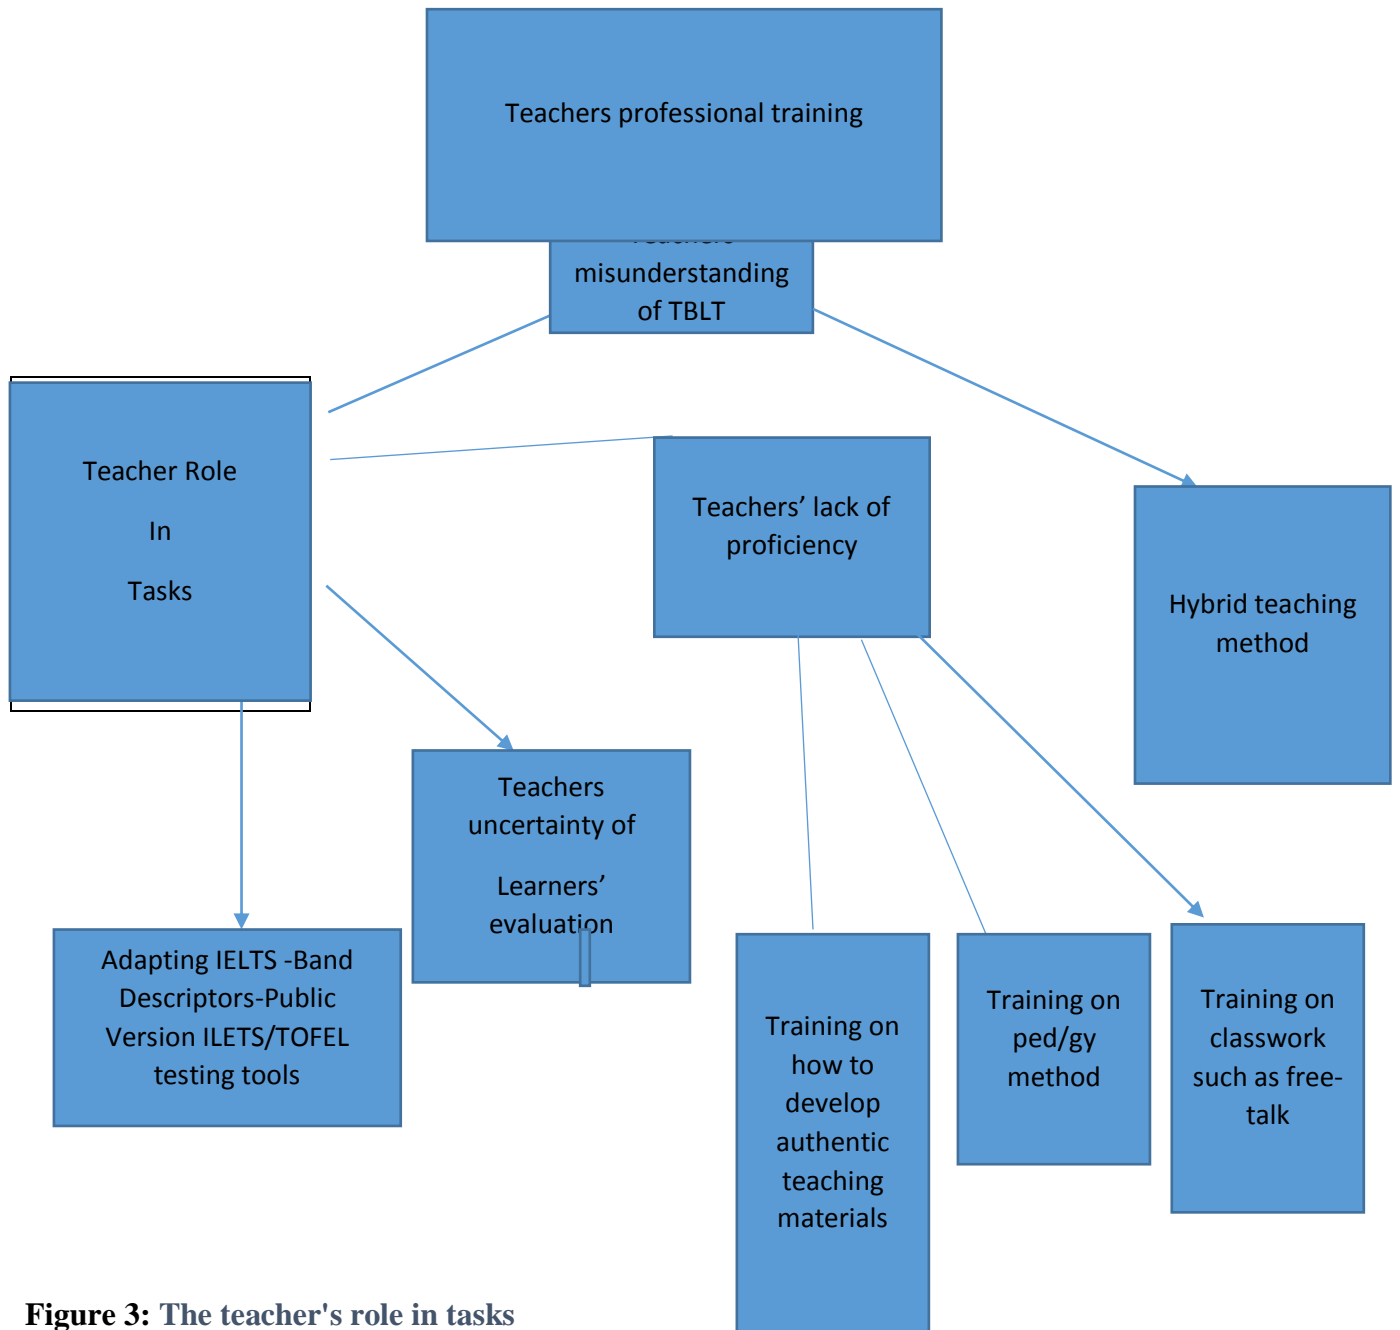 Teachers professional training
misunderstanding
of TBLT
Teacher Role
In
Tasks
Teachers’ lack of
proficiency
Hybrid teaching
method
Teachers
uncertainty of
Learners’
evaluation
Adapting IELTS -Band
Descriptors-Public
Version ILETS/TOFEL
testing tools
Training on
how to
develop
authentic
teaching
materials
Training on
ped/gy
method
Training on
classwork
such as free-
talk
Figure 3: The teacher's role in tasks